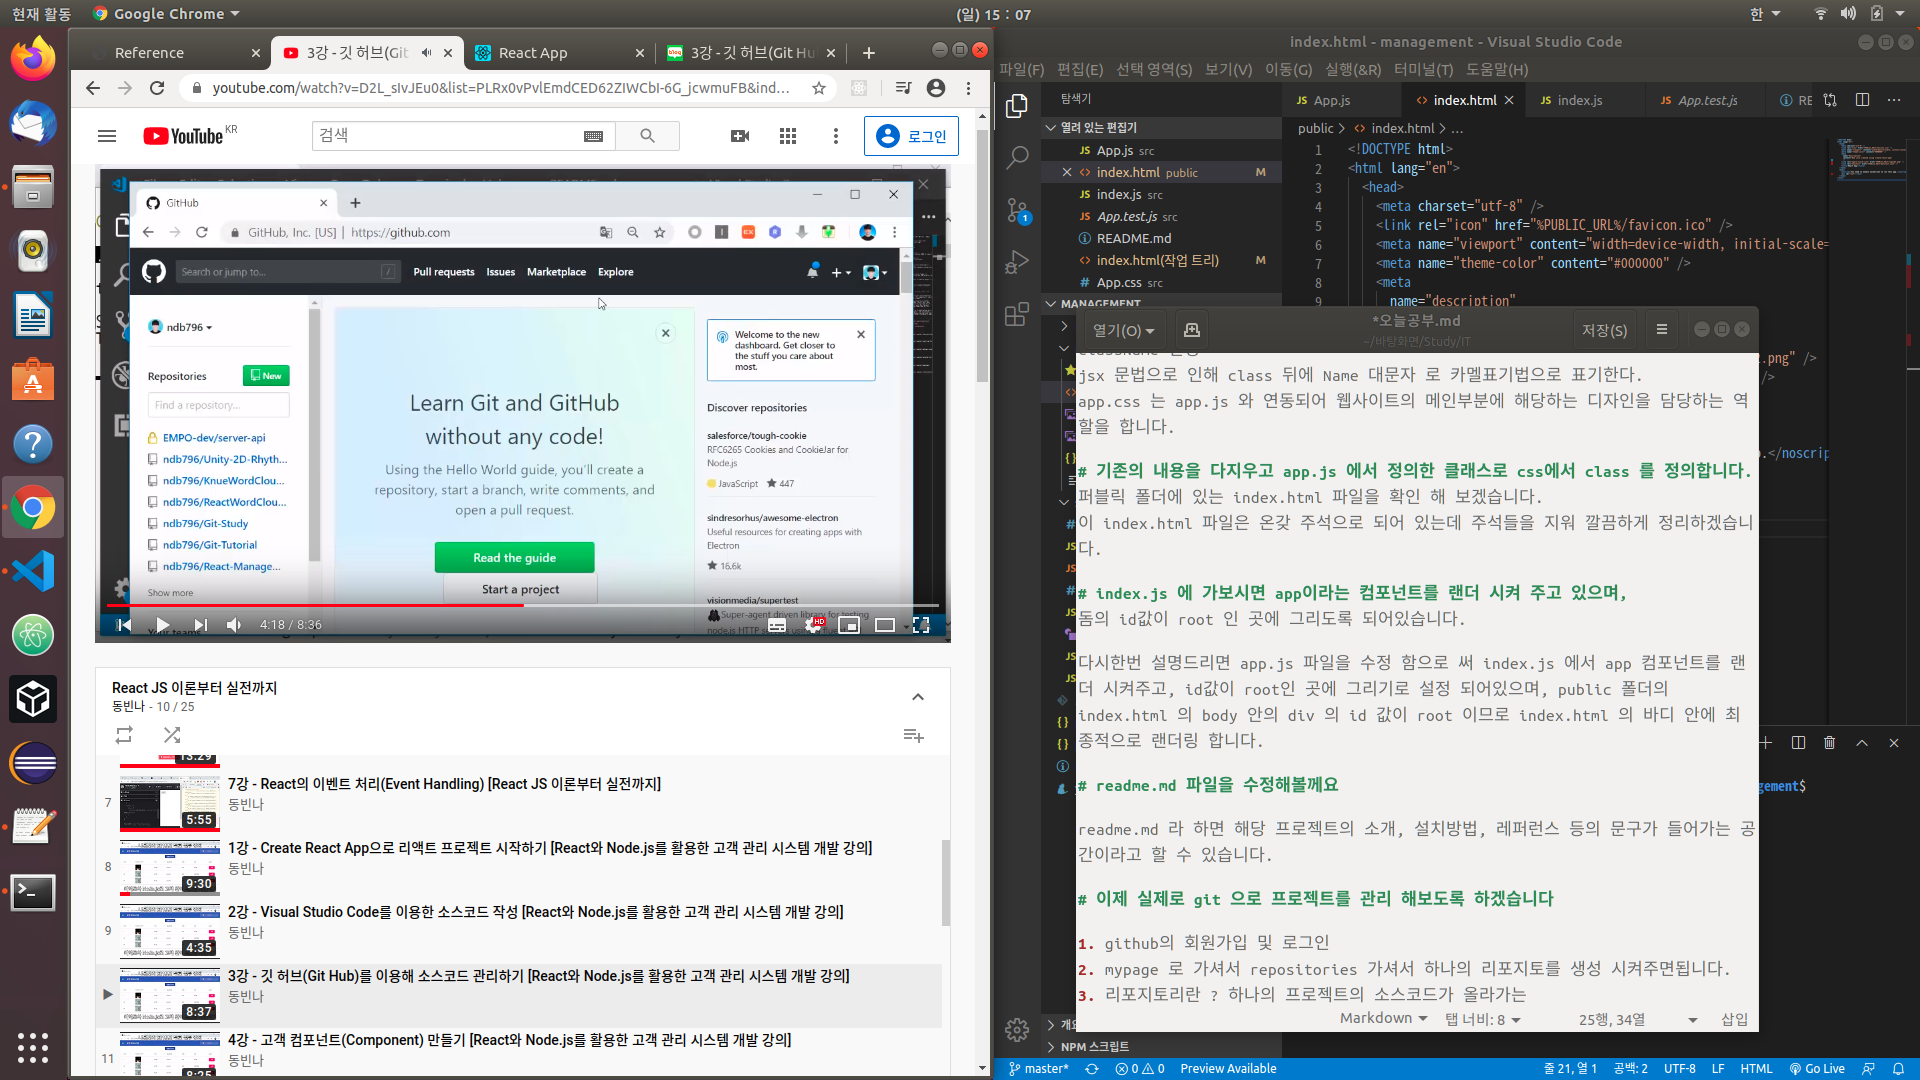 현재 활동
Google Chrome
(일) 15 : 07
한
Reference
3강 - 깃 허브(Git
React App
3강 - 깃 허브(Git Hu
youtube.com/watch?v=D2L_sIvJEu0&list=PLRx0vPvlEmdCED62ZIWCbI-6G_jcwmuFB&ind...
YouTube KR
검색
로그인
GitHub
GitHub, Inc. [US] | https://github.com
Search or jump to...
/
Pull requests Issues Marketplace Explore
ndb796
Repositories
New
Find a repository...
EMPO-dev/server-api
ndb796/Unity-2D-Rhyth...
ndb796/KnueWordClou...
ndb796/ReactWordClou...
ndb796/Git-Study
ndb796/Git-Tutorial
ndb796/React-Manage...
Show more
Your teams
Learn Git and GitHub
without any code!
Using the Hello World guide, you'll create a
repository, start a branch, write comments, and
open a pull request.
Read the guide
Start a project
Welcome to the new
dashboard. Get closer to
the stuff you care about
most.
Discover repositories
salesforce/tough-cookie
RFC6265 Cookies and CookieJar for
Node.js
JavaScript 447
sindresorhus/awesome-electron
Useful resources for creating apps with
Electron
16.6k
visionmedia/supertest
Super-agent driven library for testing
node.js HTTP servers using a
4:18 / 8:36
HD
React JS 이론부터 실전까지
동빈나 - 10 / 25
13:29
7
7강 - React의 이벤트 처리(Event Handling) [React JS 이론부터 실전까지]
동빈나
5:55
8
1강 - Create React App으로 리액트 프로젝트 시작하기 [React와 Node.js를 활용한 고객 관리 시스템 개발 강의]
동빈나
9:30
9
2강 - Visual Studio Code를 이용한 소스코드 작성 [React와 Node.js를 활용한 고객 관리 시스템 개발 강의]
동빈나
4:35
3강 - 깃 허브(Git Hub)를 이용해 소스코드 관리하기 [React와 Node.js를 활용한 고객 관리 시스템 개발 강의]
동빈나
8:37
11
4강 - 고객 컴포넌트(Component) 만들기 [React와 Node.js를 활용한 고객 관리 시스템 개발 강의]
동빈나
8:25
index.html - management - Visual Studio Code
파일(F) 편집(E) 선택 영역(S) 보기(V) 이동(G) 실행(&R) 터미널(T) 도움말(H)
탐색기
열려 있는 편집기
JS App.js src
index.html public M
JS index.js src
JS App.test.js src
README.md
index.html(작업 트리) M
# App.css src
MANAGEMENT
1
JS App.js
index.html
JS index.js
JS App.test.js
RE
public > index.html > ...
1 <!DOCTYPE html>
2 <html lang="en">
3 <head>
4 <meta charset="utf-8" />
5 <link rel="icon" href="%PUBLIC_URL%/favicon.ico" />
6 <meta name="viewport" content="width=device-width, initial-scale=
7 <meta name="theme-color" content="#000000" />
8 <meta
9 name="description"
.png" />
/>
.</noscrip
gement$
열기(O)
*오늘공부.md
~/바탕화면/Study/IT
저장(S)
jsx 문법으로 인해 class 뒤에 Name 대문자 로 카멜표기법으로 표기한다.
app.css 는 app.js 와 연동되어 웹사이트의 메인부분에 해당하는 디자인을 담당하는 역
할을 합니다.
# 기존의 내용을 다지우고 app.js 에서 정의한 클래스로 css에서 class 를 정의합니다.
퍼블릭 폴더에 있는 index.html 파일을 확인 해 보겠습니다.
이 index.html 파일은 온갖 주석으로 되어 있는데 주석들을 지워 깔끔하게 정리하겠습니
다.
# index.js 에 가보시면 app이라는 컴포넌트를 랜더 시켜 주고 있으며,
돔의 id값이 root 인 곳에 그리도록 되어있습니다.
다시한번 설명드리면 app.js 파일을 수정 함으로 써 index.js 에서 app 컴포넌트를 랜
더 시켜주고, id값이 root인 곳에 그리기로 설정 되어있으며, public 폴더의
index.html 의 body 안의 div 의 id 값이 root 이므로 index.html 의 바디 안에 최
종적으로 랜더링 합니다.
# readme.md 파일을 수정해볼께요
readme.md 라 하면 해당 프로젝트의 소개, 설치방법, 레퍼런스 등의 문구가 들어가는 공
간이라고 할 수 있습니다.
# 이제 실제로 git 으로 프로젝트를 관리 해보도록 하겠습니다
1. github의 회원가입 및 로그인
2. mypage 로 가셔서 repositories 가셔서 하나의 리포지토를 생성 시켜주면됩니다.
3. 리포지토리란 ? 하나의 프로젝트의 소스코드가 올라가는
Markdown 탭 너비: 8 25행, 34열 삽입
NPM 스크립트
master* 0 0 Preview Available
줄 21, 열 1 공백: 2 UTF-8 LF HTML Go Live